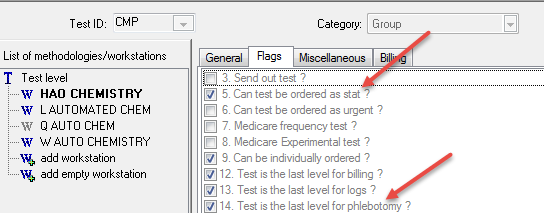 Test ID: CMP Category: Group
List of methodologies/workstations
General Flags Miscellaneous Billing
T Test level
W HAO CHEMISTRY
W L AUTOMATED CHEM
W Q AUTO CHEM
W W AUTO CHEMISTRY
W add workstation
W add empty workstation
3. Send out test ?
5. Can test be ordered as stat ?
6. Can test be ordered as urgent ?
7. Medicare frequency test ?
8. Medicare Experimental test ?
9. Can be individually ordered ?
12. Test is the last level for billing ?
13. Test is the last level for logs ?
14. Test is the last level for phlebotomy ?